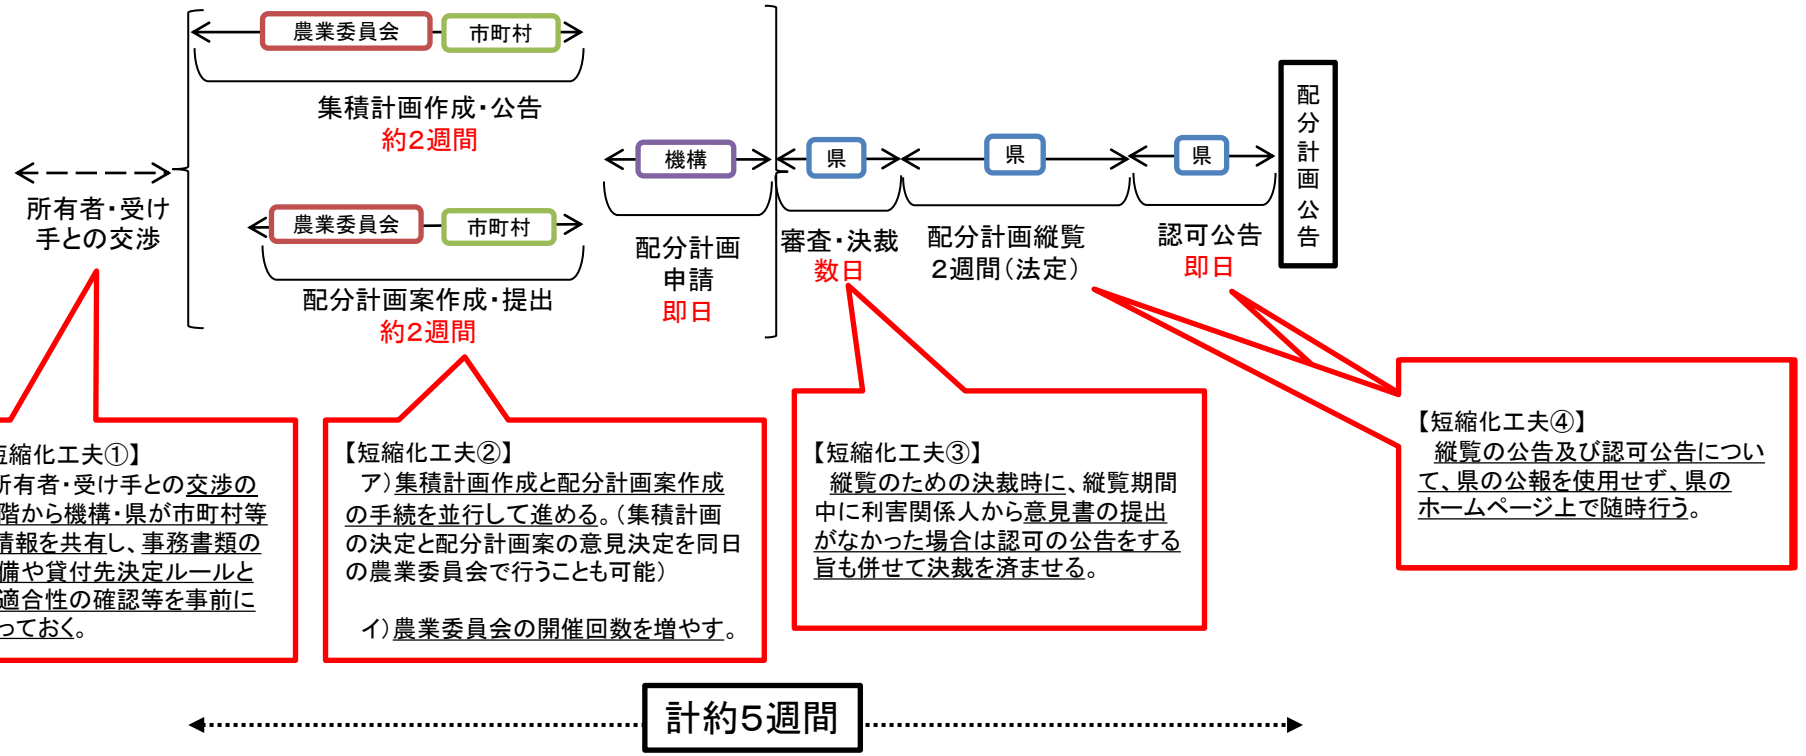 農業委員会
市町村
集積計画作成・公告
約2週間
所有者・受け
手との交渉
農業委員会
市町村
配分計画案作成・提出
約2週間
機構
配分計画
申請
即日
県
審査・決裁
数日
県
配分計画縦覧
2週間（法定）
県
認可公告
即日
配分計画公告
短縮化工夫①】
所有者・受け手との交渉の
階から機構・県が市町村等
情報を共有し、事務書類の
備や貸付先決定ルールと
適合性の確認等を事前に
っておく。
【短縮化工夫②】
ア）集積計画作成と配分計画案作成
の手続を並行して進める。（集積計画
の決定と配分計画案の意見決定を同日
の農業委員会で行うことも可能）
イ）農業委員会の開催回数を増やす。
【短縮化工夫③】
縦覧のための決裁時に、縦覧期間
中に利害関係人から意見書の提出
がなかった場合は認可の公告をする
旨も併せて決裁を済ませる。
【短縮化工夫④】
縦覧の公告及び認可公告につい
て、県の公報を使用せず、県の
ホームページ上で随時行う。
計約5週間